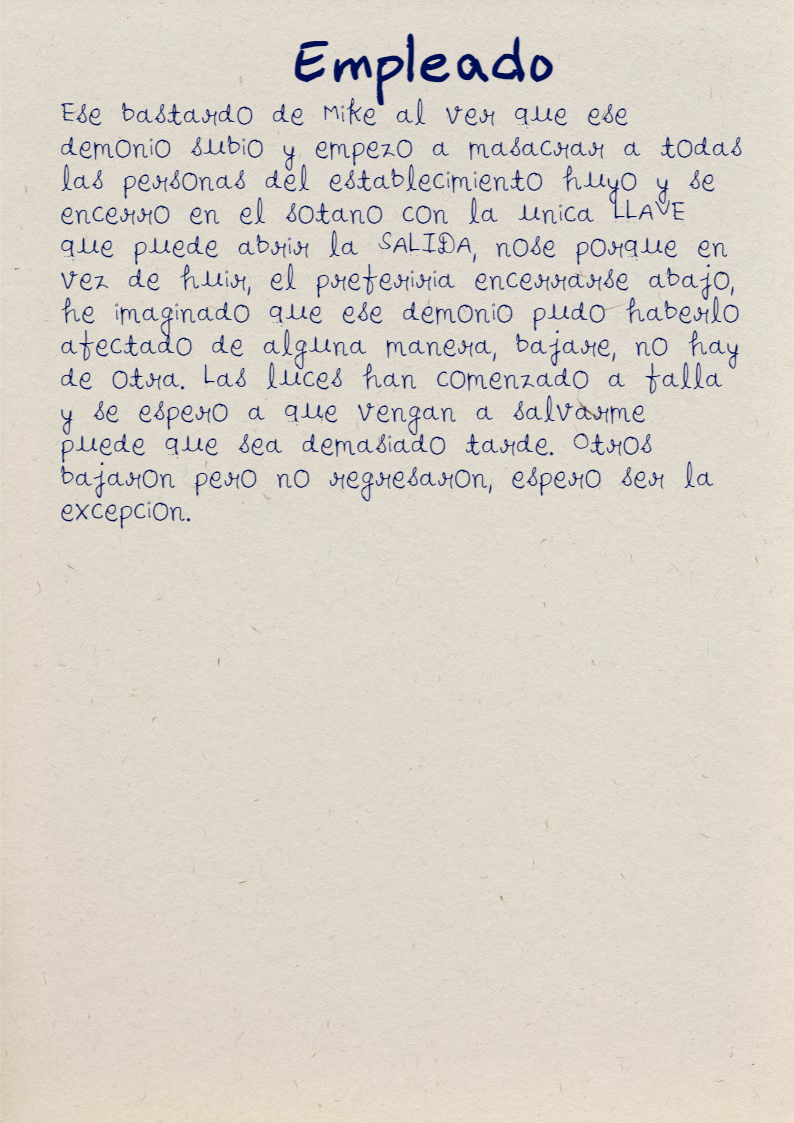 Empleado
Ese bastardo de Mike al ver que ese
demonio subio y empezo a masacrar a todas
las personas del establecimiento huyo y se
encerro en el sotano con la unica LLAVE
que puede abrir la SALIDA, nose porque en
vez de huir, el preferiria encerrarse abajo,
he imaginado que ese demonio pudo haberlo
afectado de alguna manera, bajare, no hay
de otra. Las luces han comenzado a falla
y se espero a que vengan a salvarme
puede que sea demasiado tarde. Otros
bajaron pero no regresaron, espero ser la
excepcion.